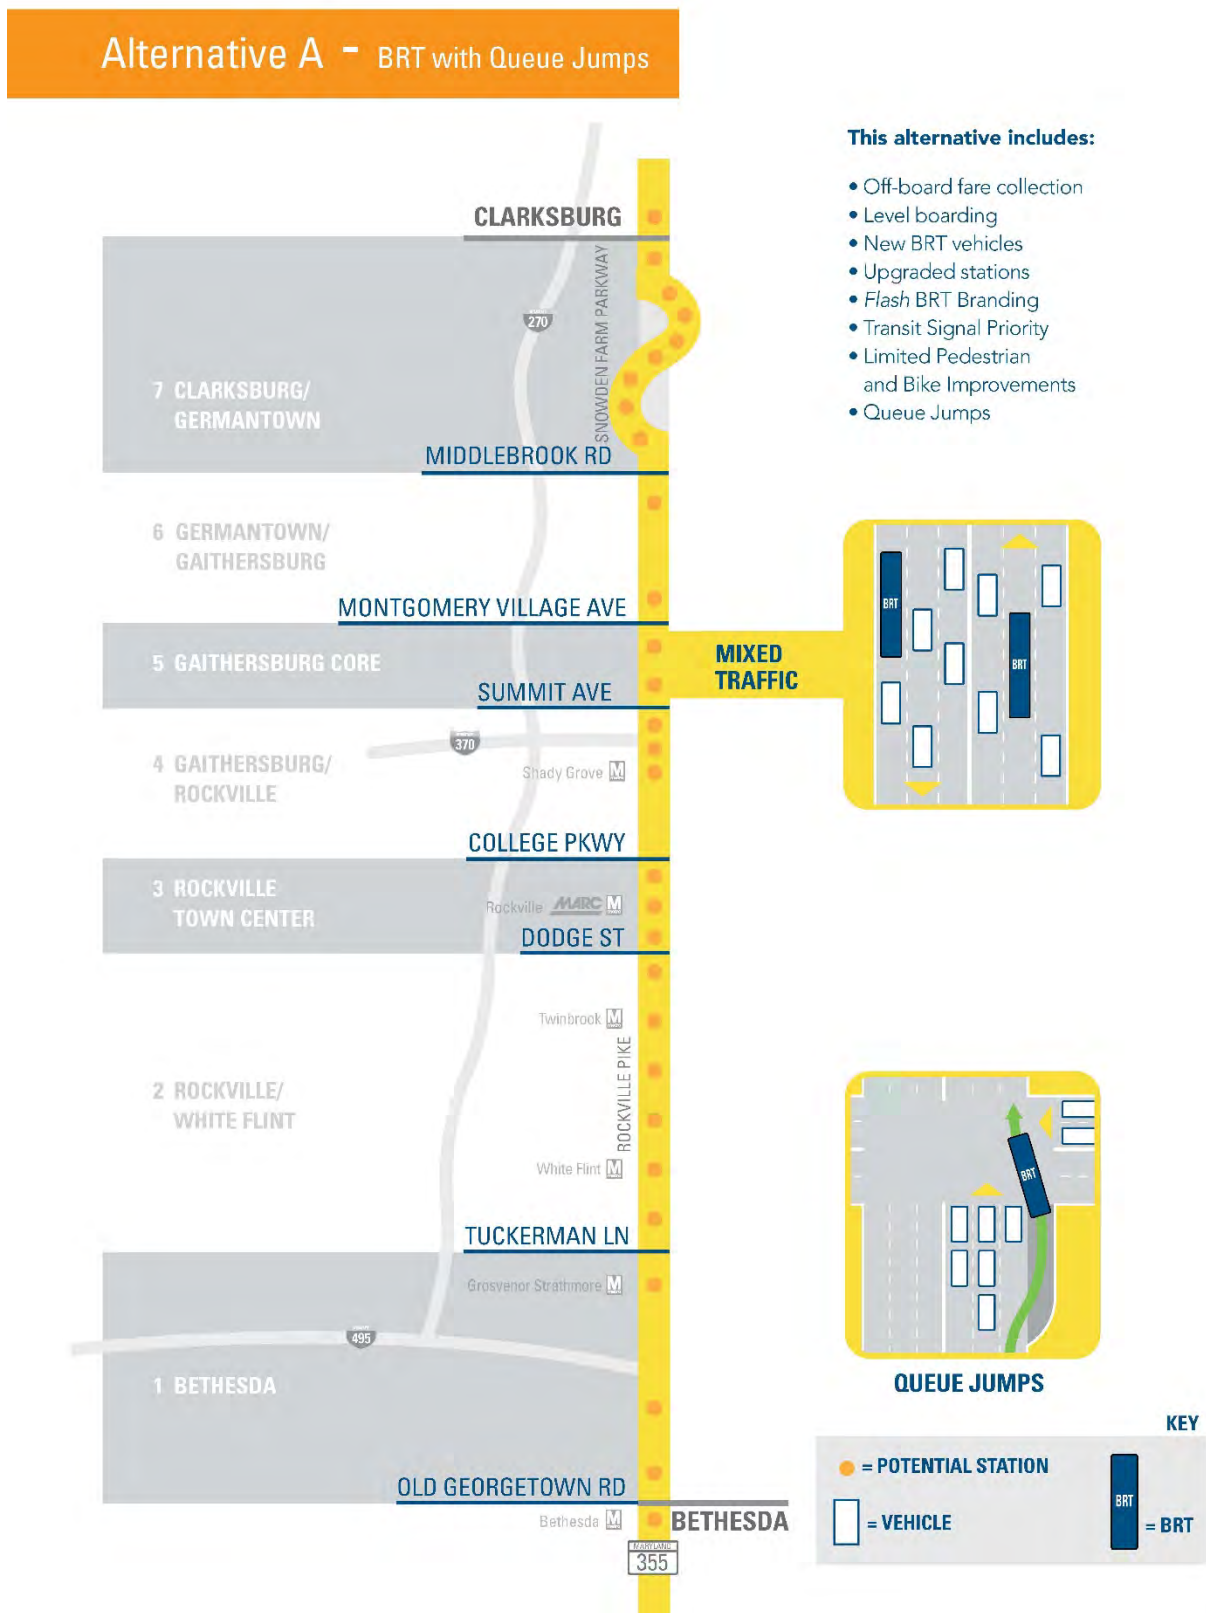 Alternative A - BRT with Queue Jumps
This alternative includes:
• Off-board fare collection
• Level boarding
• New BRT vehicles
• Upgraded stations
• Flash BRT Branding
• Transit Signal Priority
• Limited Pedestrian
and Bike Improvements
• Queue Jumps
CLARKSBURG
SNOWDEN FARM PARKWAY
270
7 CLARKSBURG/
GERMANTOWN
MIDDLEBROOK RD
6 GERMANTOWN/
GAITHERSBURG
MONTGOMERY VILLAGE AVE
5 GAITHERSBURG CORE
SUMMIT AVE
MIXED
TRAFFIC
BRT
BRT
370
4 GAITHERSBURG/
ROCKVILLE
Shady Grove M
COLLEGE PKWY
3 ROCKVILLE
TOWN CENTER
Rockville MARC M
DODGE ST
Twinbrook M
ROCKVILLE PIKE
2 ROCKVILLE/
WHITE FLINT
White Flint M
TUCKERMAN LN
Grosvenor Strathmore M
495
1 BETHESDA
OLD GEORGETOWN RD
Bethesda M
BETHESDA
MARYLAND
355
BRT
QUEUE JUMPS
KEY
= POTENTIAL STATION
= VEHICLE
BRT
= BRT